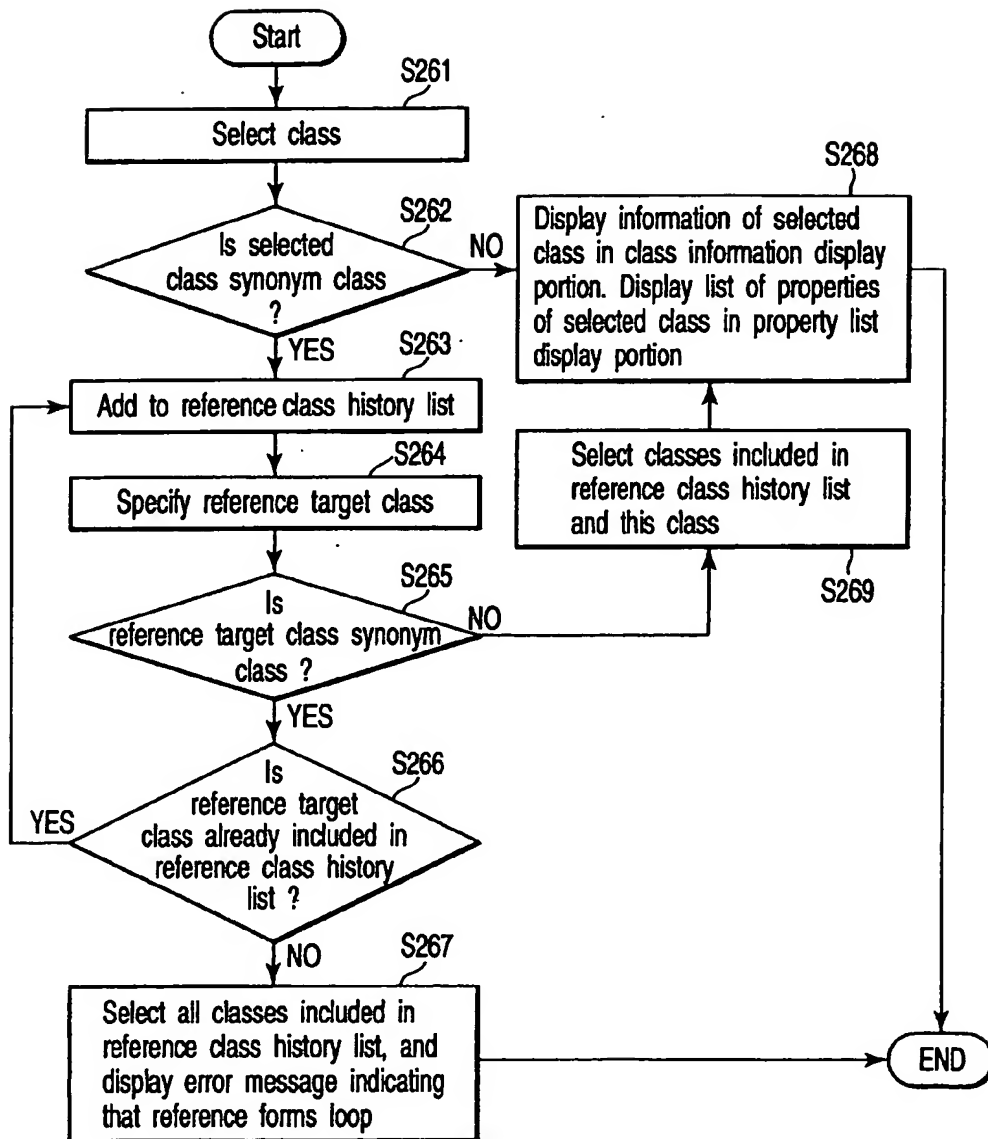 Start
S261
Select class
S262
Is selected
class synonym class
?
NO
YES
S268
Display information of selected
class in class information display
portion. Display list of properties
of selected class in property list
display portion
S263
Add to reference class history list
S264
Specify reference target class
Select classes included in
reference class history list
and this class
S269
S265
Is
reference target class synonym
class ?
NO
YES
S266
Is
reference target
class already included in
reference class history
list ?
YES
NO
S267
Select all classes included in
reference class history list, and
display error message indicating
that reference forms loop
END